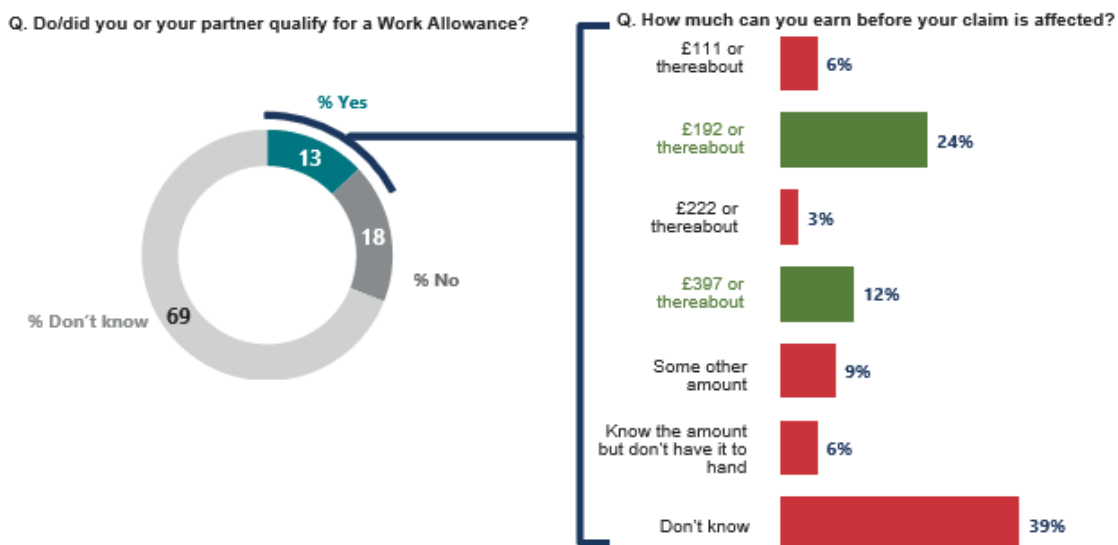 Q. Do/did you or your partner qualify for a Work Allowance?
% Yes
13
18
% No
% Don't know
69
Q. How much can you earn before your claim is affected?
£111 or
thereabout
6%
£192 or
thereabout
24%
£222 or
thereabout
3%
£397 or
thereabout
12%
Some other
amount
9%
Know the amount
but don't have it to
hand
6%
Don't know
39%